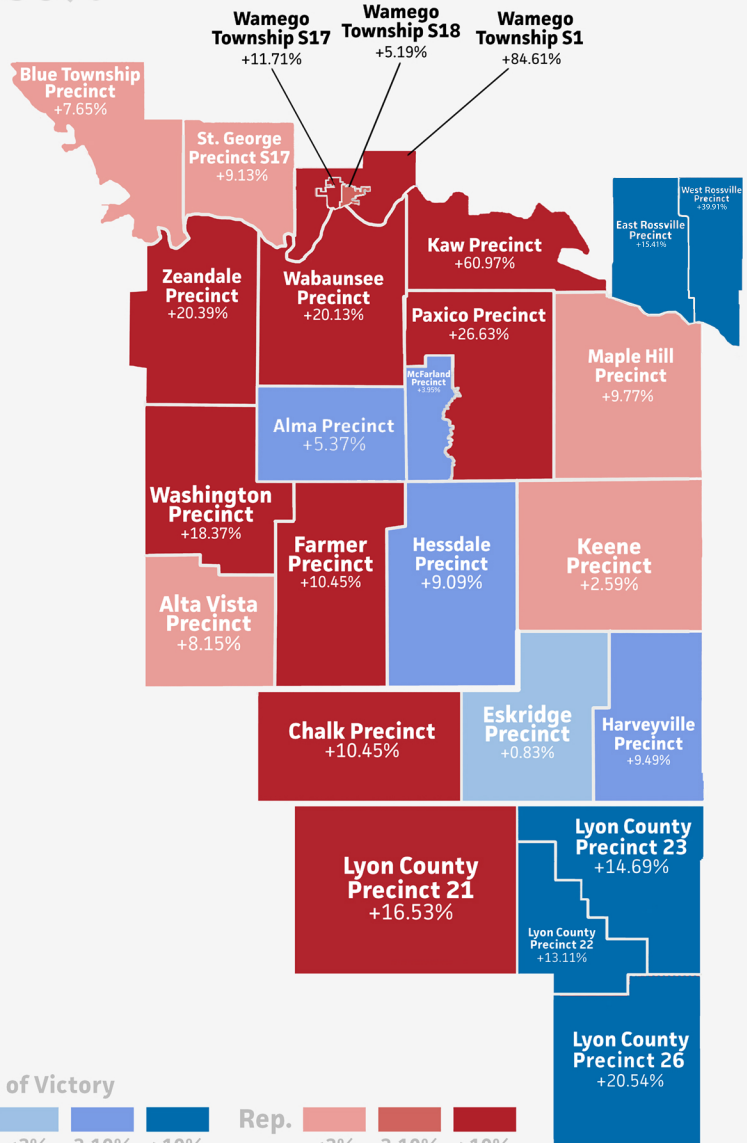 Wamego
Township S17
+11.71%
Wamego
Township S18
+5.19%
Wamego
Township S1
+84.61%
Blue Township
Precinct
+7.65%
St. George
Precinct S17
+9.13%
West Rossville
Precinct
+39.91%
East Rossville
Precinct
+15.41%
Zeandale
Precinct
+20.39%
Wabaunsee
Precinct
+20.13%
Kaw Precinct
+60.97%
Paxico Precinct
+26.63%
Maple Hill
Precinct
+9.77%
McFarland
Precinct
+3.95%
Alma Precinct
+5.37%
Washington
Precinct
+18.37%
Farmer
Precinct
+10.45%
Hessdale
Precinct
+9.09%
Keene
Precinct
+2.59%
Alta Vista
Precinct
+8.15%
Chalk Precinct
+10.45%
Eskridge
Precinct
+0.83%
Harveyville
Precinct
+9.49%
Lyon County
Precinct 21
+16.53%
Lyon County
Precinct 23
+14.69%
Lyon County
Precinct 22
+13.11%
Lyon County
Precinct 26
+20.54%
of Victory
Rep.